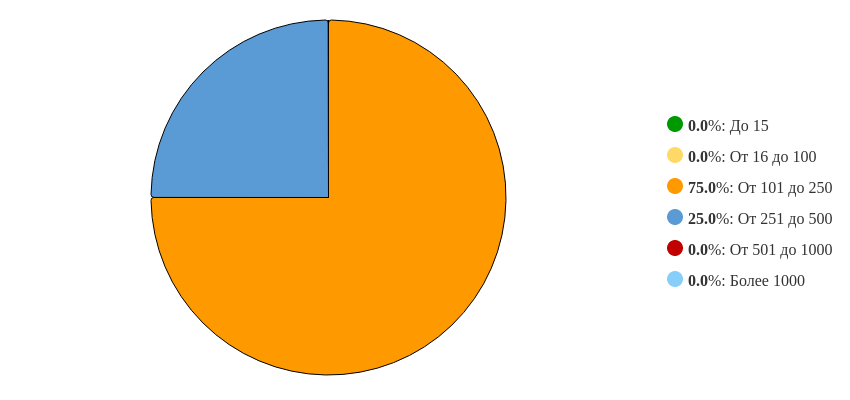 0.0%: До 15
0.0%: От 16 до 100
75.0%: От 101 до 250
25.0%: От 251 до 500
0.0%: От 501 до 1000
0.0%: Более 1000